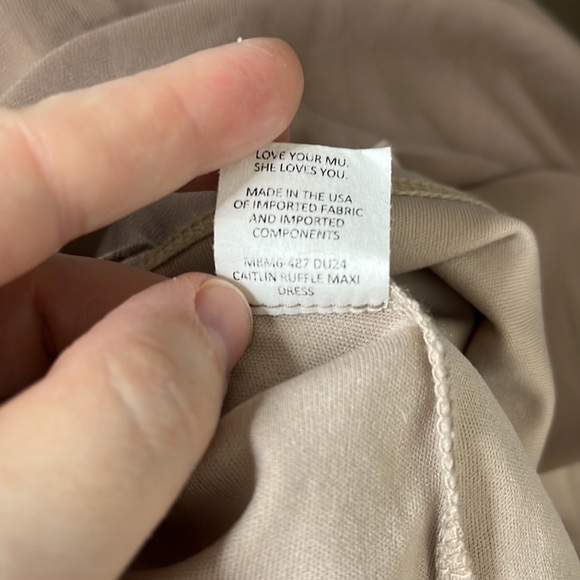 LOVE YOUR MU.
SHE LOVES YOU.
MADE IN THE USA
OF IMPORTED FABRIC
AND IMPORTED
COMPONENTS
MBM6-487 DU24
CAITLIN RUFFLE MAXI
DRESS